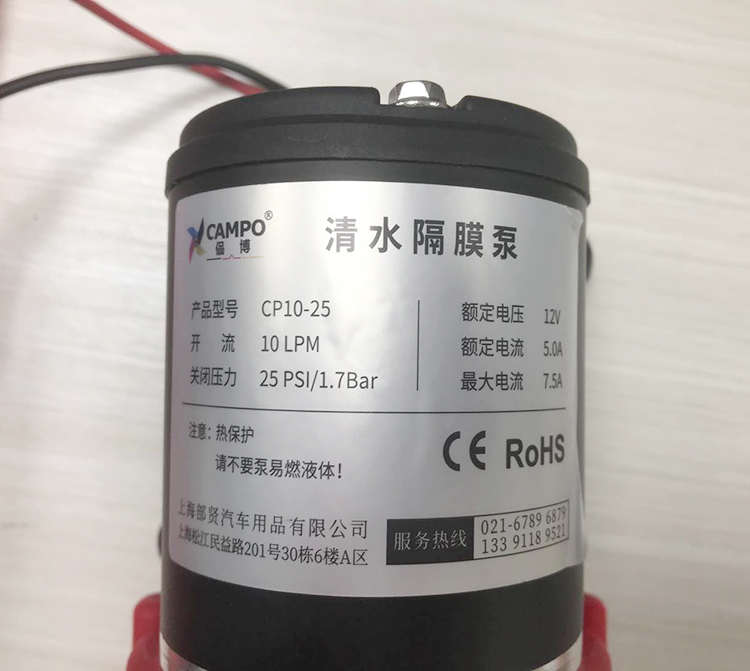 CAMPO®
偘博
清水隔膜泵
产品型号 CP10-25
开流 10 LPM
关闭压力 25 PSI/1.7Bar
额定电压 12V
额定电流 5.0A
最大电流 7.5A
注意：热保护
请不要泵易燃液体！
CE RoHS
上海郎贤汽车用品有限公司
上海松江民益路201号30栋6楼A区
服务热线
021-6789 6879
133 9118 9521